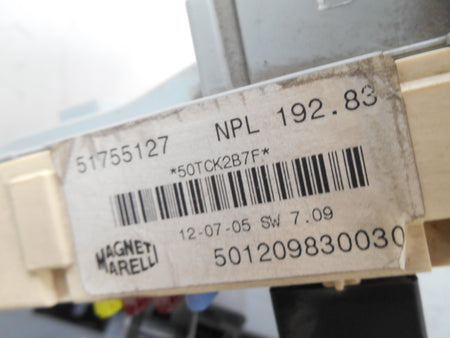 51755127 NPL 192.83
*50TCK2B7F*
12-07-05 SW 7.09
MAGNETI
MARELLI
501209830030